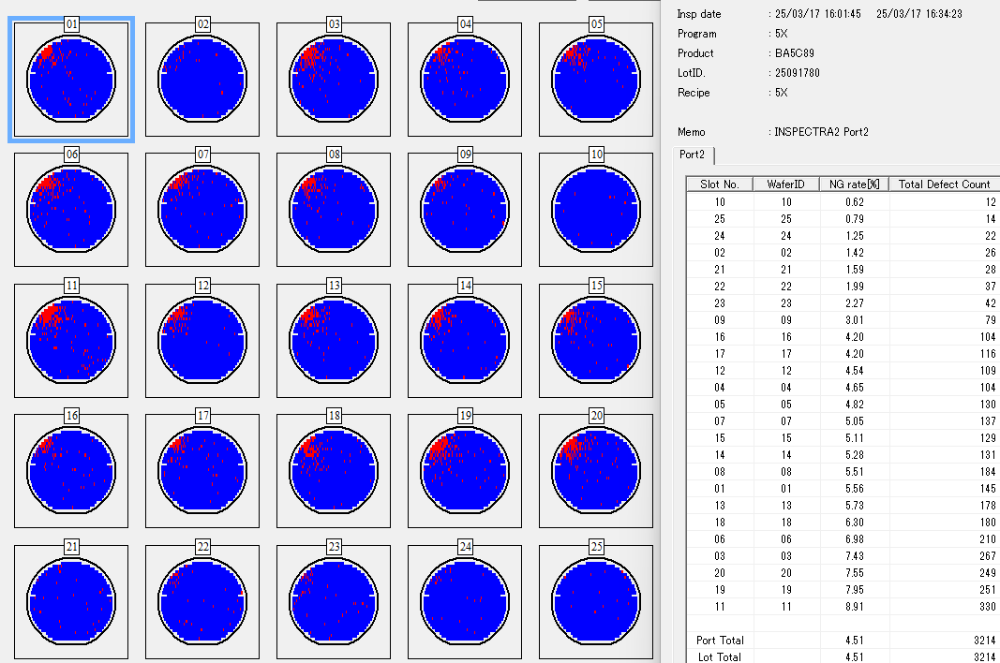 01 02 03 04 05
06 07 08 09 10
11 12 13 14 15
16 17 18 19 20
21 22 23 24 25
Insp date : 25/03/17 16:01:45 25/03/17 16:34:23
Program : 5X
Product : BA5C89
LotID. : 25091780
Recipe : 5X
Memo : INSPECTRA2 Port2
Port2
Slot No. WaferID NG rate[%] Total Defect Count
10 10 0.62 12
25 25 0.79 14
24 24 1.25 22
02 02 1.42 26
21 21 1.59 28
22 22 1.99 37
23 23 2.27 42
09 09 3.01 79
16 16 4.20 104
17 17 4.20 116
12 12 4.54 109
04 04 4.65 104
05 05 4.82 130
07 07 5.05 137
15 15 5.11 129
14 14 5.28 131
08 08 5.51 184
01 01 5.56 145
13 13 5.73 178
18 18 6.30 180
06 06 6.98 210
03 03 7.43 267
20 20 7.55 249
19 19 7.95 251
11 11 8.91 330
Port Total 4.51 3214
Lot Total 4.51 3214